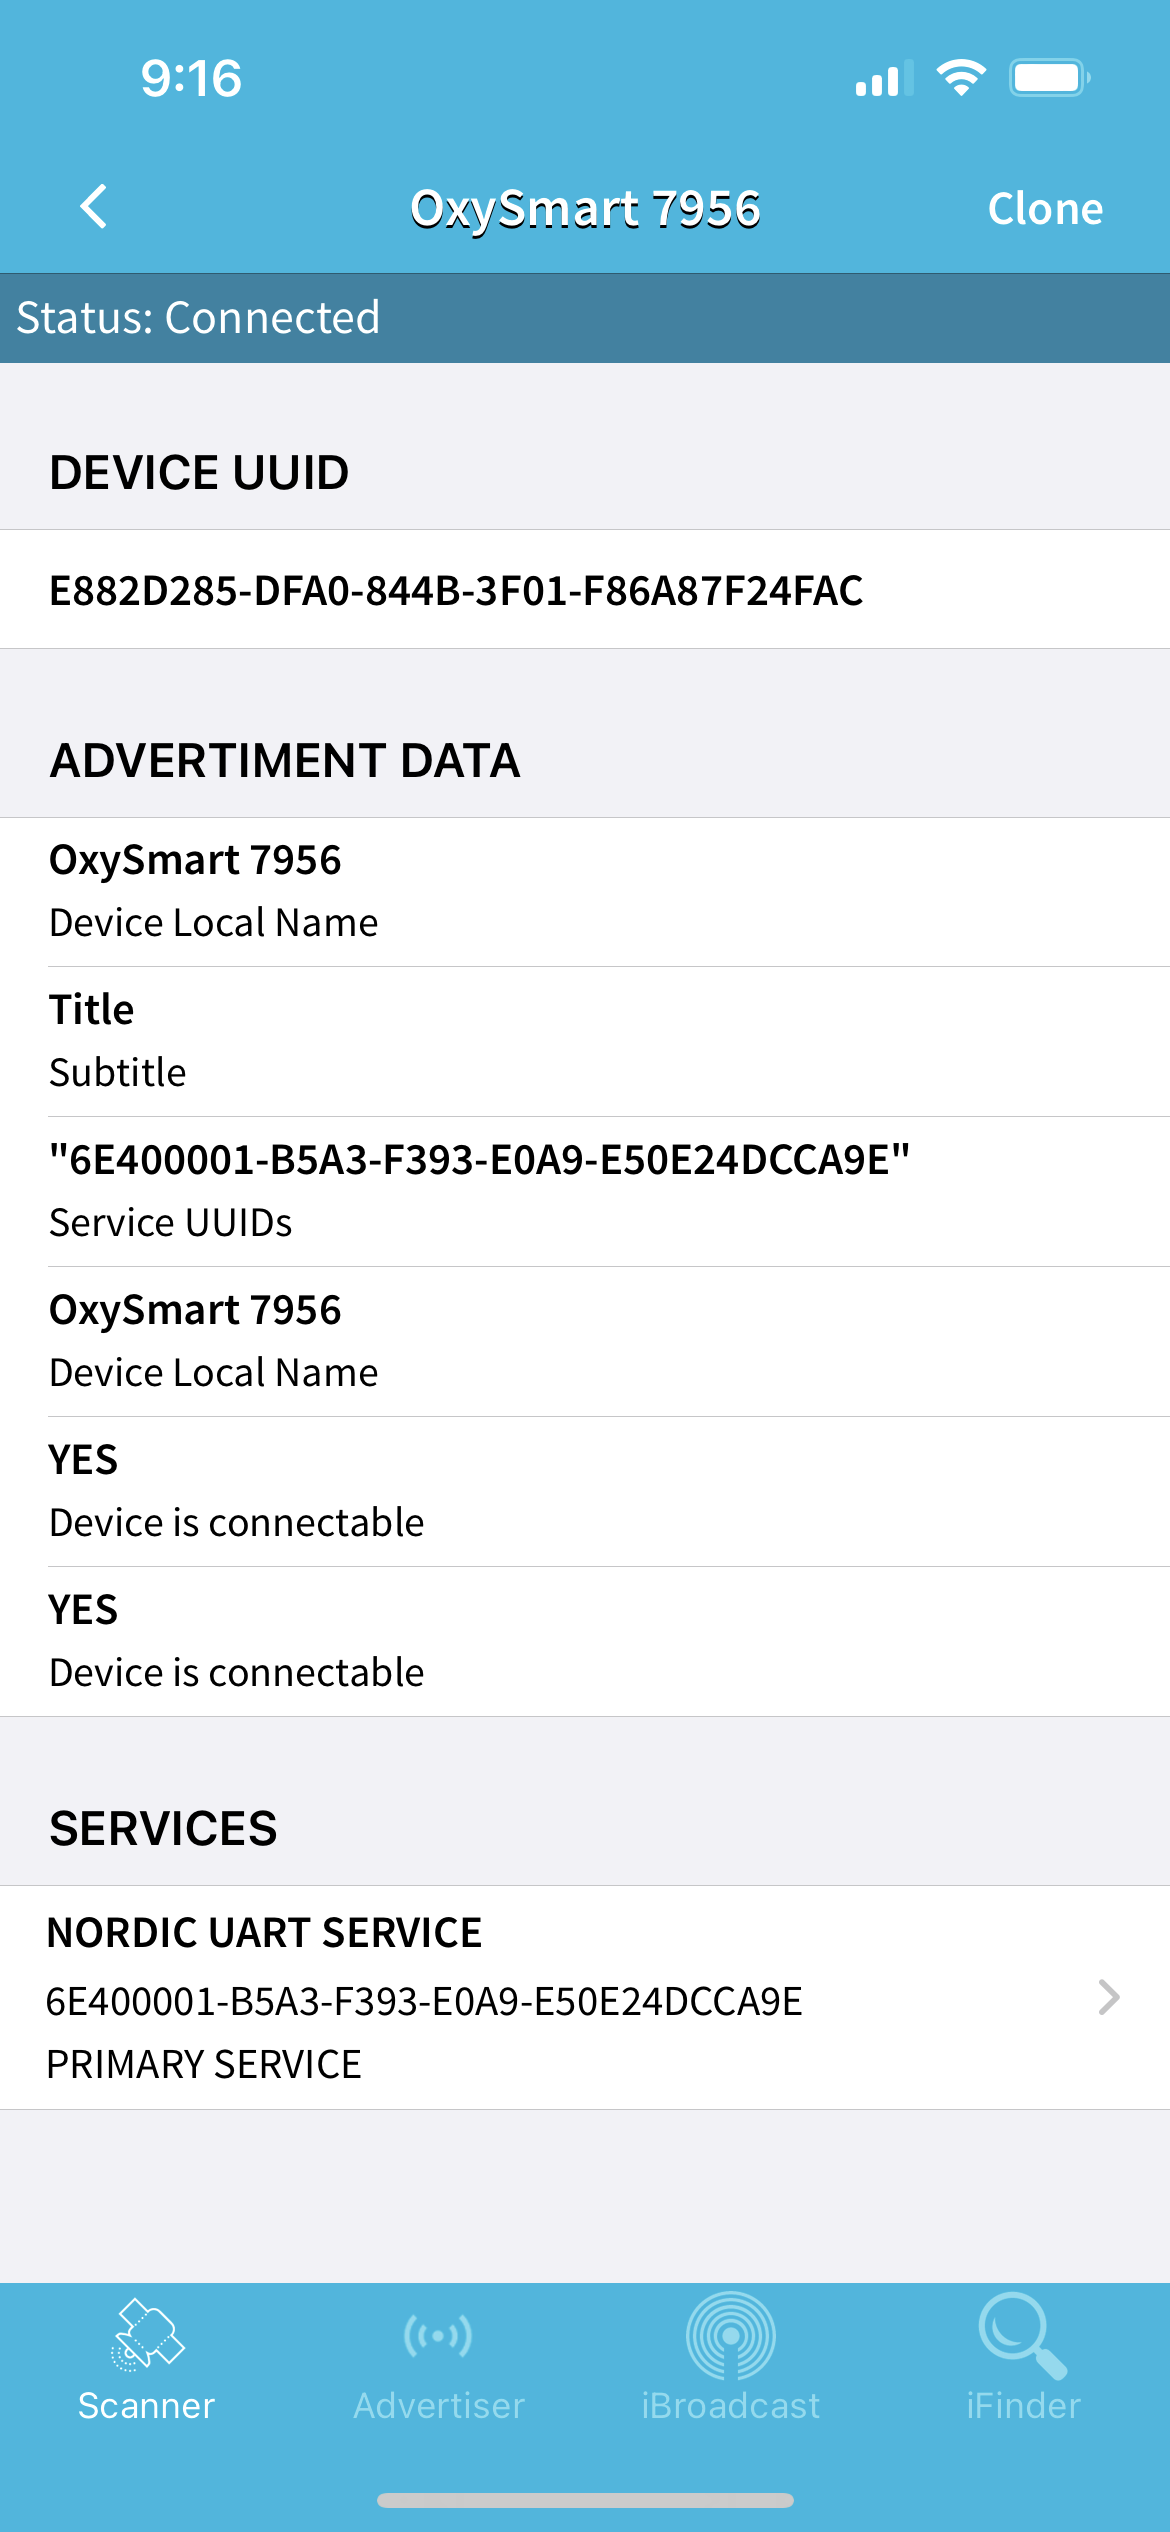 9:16
OxySmart 7956
Clone
Status: Connected
DEVICE UUID
E882D285-DFA0-844B-3F01-F86A87F24FAC
ADVERTIMENT DATA
OxySmart 7956
Device Local Name
Title
Subtitle
"6E400001-B5A3-F393-E0A9-E50E24DCCA9E"
Service UUIDs
OxySmart 7956
Device Local Name
YES
Device is connectable
YES
Device is connectable
SERVICES
NORDIC UART SERVICE
6E400001-B5A3-F393-E0A9-E50E24DCCA9E
PRIMARY SERVICE
Scanner
Advertiser
iBroadcast
iFinder